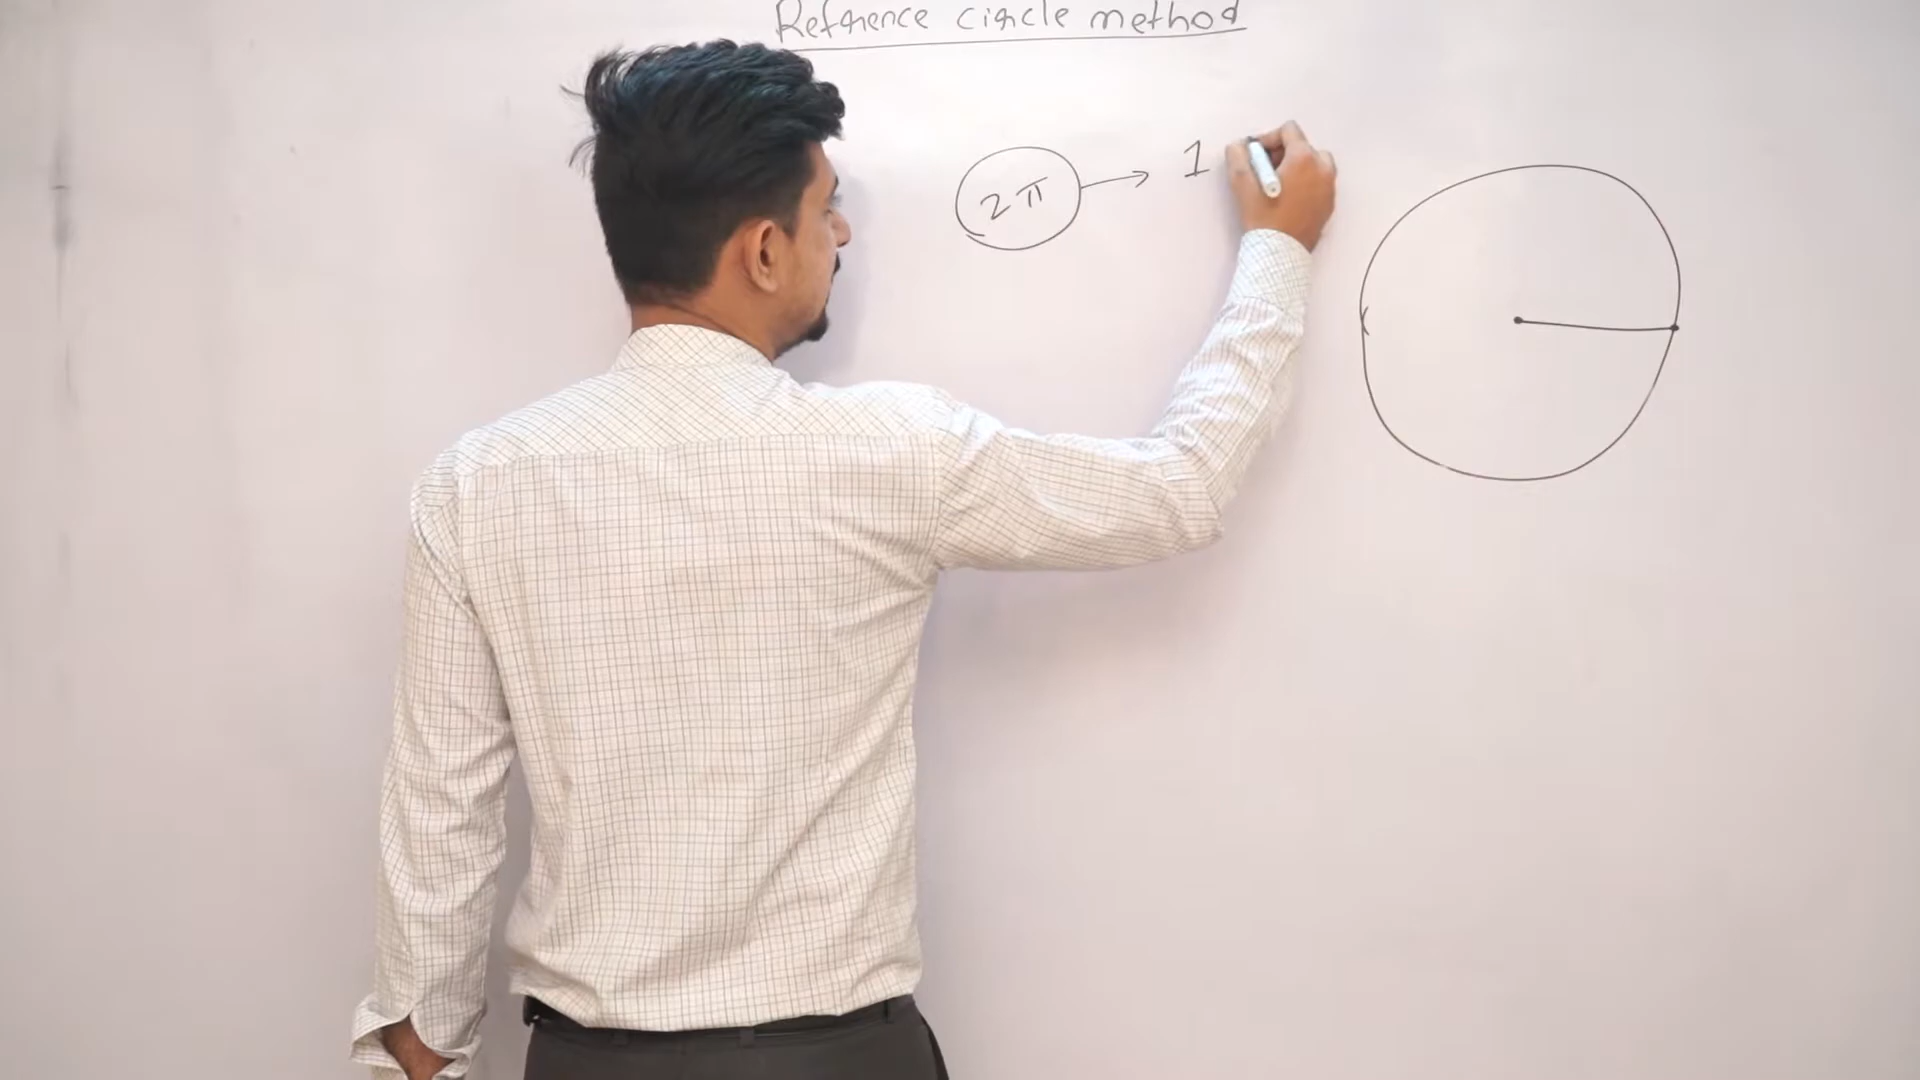 Reference circle method
2π → 1